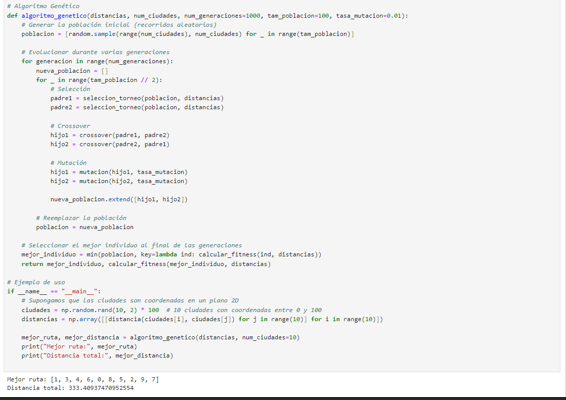 # Algoritmo Genético
def algoritmo_genetico(distancias, num_ciudades, num_generaciones=1000, tam_poblacion=100, tasa_mutacion=0.01):
    # Generar la población inicial (recorridos aleatorios)
    poblacion = [random.sample(range(num_ciudades), num_ciudades) for _ in range(tam_poblacion)]

    # Evolucionar durante varias generaciones
    for generacion in range(num_generaciones):
        nueva_poblacion = []
        for _ in range(tam_poblacion // 2):
            # Selección
            padre1 = seleccion_torneo(poblacion, distancias)
            padre2 = seleccion_torneo(poblacion, distancias)

            # Crossover
            hijo1 = crossover(padre1, padre2)
            hijo2 = crossover(padre2, padre1)

            # Mutación
            hijo1 = mutacion(hijo1, tasa_mutacion)
            hijo2 = mutacion(hijo2, tasa_mutacion)

            nueva_poblacion.extend([hijo1, hijo2])

        # Reemplazar la población
        poblacion = nueva_poblacion

    # Seleccionar el mejor individuo al final de las generaciones
    mejor_individuo = min(poblacion, key=lambda ind: calcular_fitness(ind, distancias))
    return mejor_individuo, calcular_fitness(mejor_individuo, distancias)

# Ejemplo de uso
if __name__ == "__main__":
    # Supongamos que las ciudades son coordenadas en un plano 2D
    ciudades = np.random.rand(10, 2) * 100  # 10 ciudades con coordenadas entre 0 y 100
    distancias = np.array([[distancia(ciudades[i], ciudades[j]) for j in range(10)] for i in range(10)])

    mejor_ruta, mejor_distancia = algoritmo_genetico(distancias, num_ciudades=10)
    print("Mejor ruta:", mejor_ruta)
    print("Distancia total:", mejor_distancia)

Mejor ruta: [1, 3, 4, 6, 0, 8, 5, 2, 9, 7]
Distancia total: 333.40937470952554